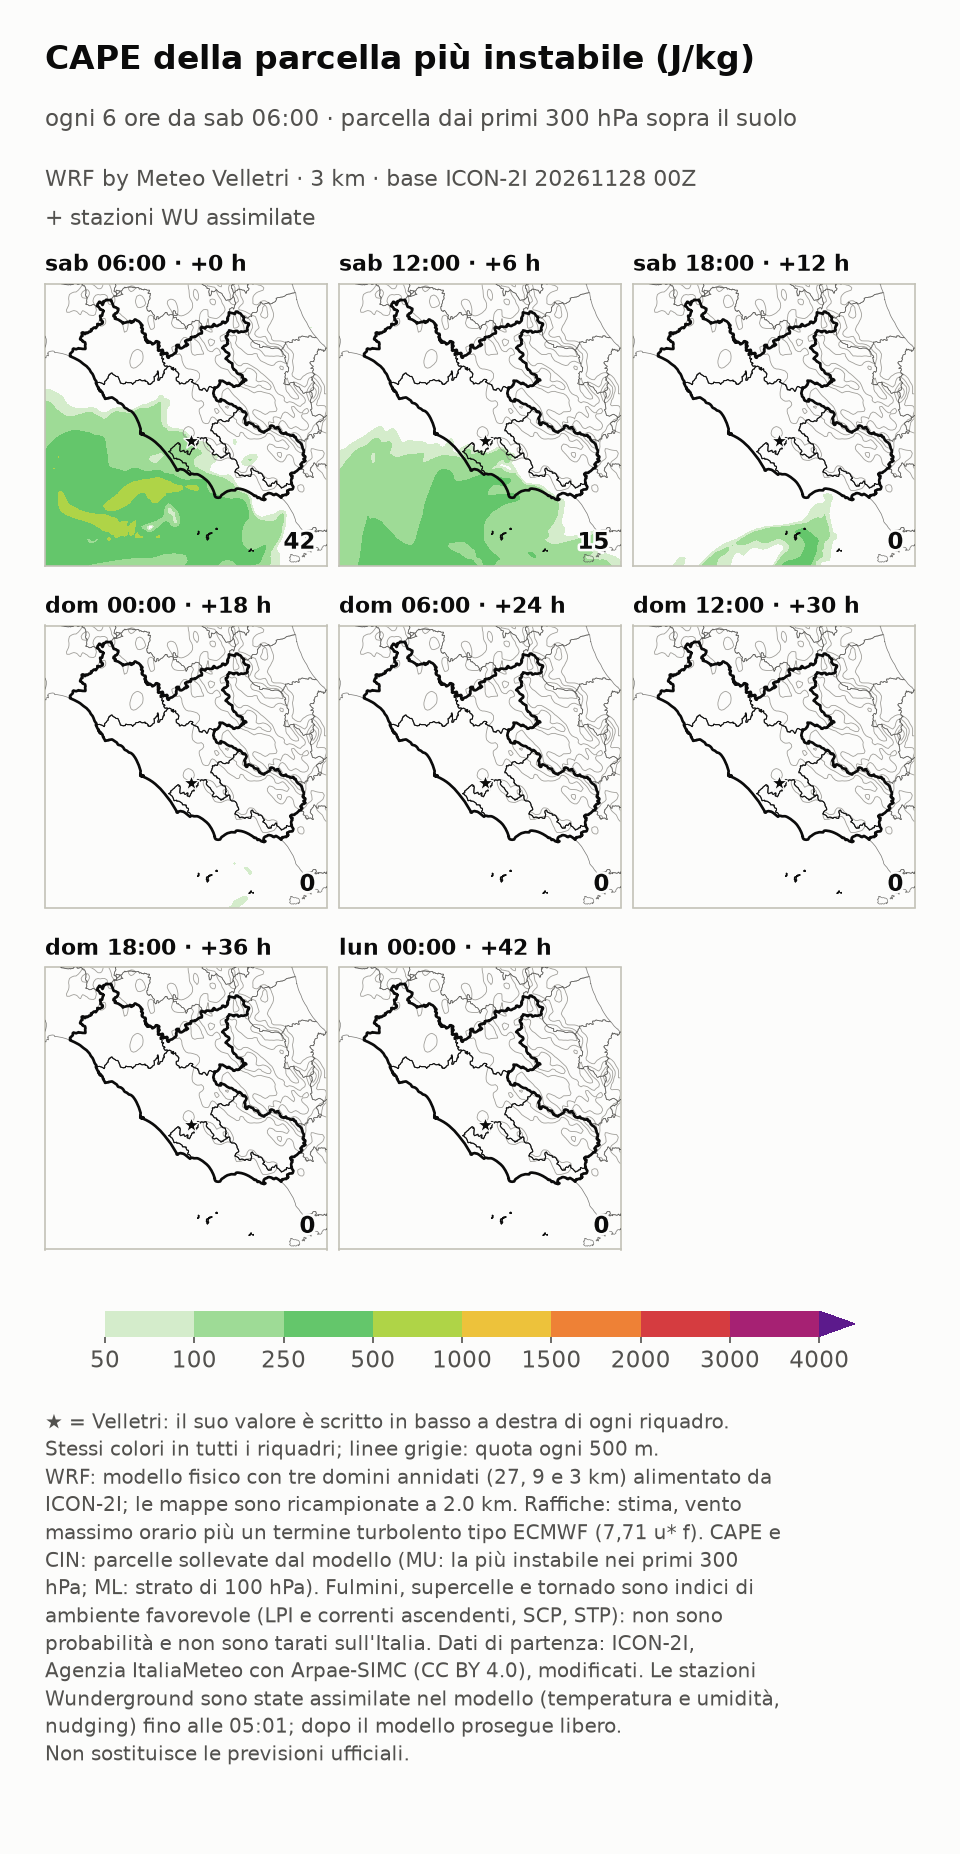 CAPE della parcella più instabile (J/kg)
ogni 6 ore da sab 06:00 · parcella dai primi 300 hPa sopra il suolo
WRF by Meteo Velletri · 3 km · base ICON-2I 20261128 00Z
+ stazioni WU assimilate
sab 06:00 · +0 h
sab 12:00 · +6 h
sab 18:00 · +12 h
42
15
0
dom 00:00 · +18 h
dom 06:00 · +24 h
dom 12:00 · +30 h
0
0
0
dom 18:00 · +36 h
lun 00:00 · +42 h
0
0
50 100 250 500 1000 1500 2000 3000 4000
★ = Velletri: il suo valore è scritto in basso a destra di ogni riquadro.
Stessi colori in tutti i riquadri; linee grigie: quota ogni 500 m.
WRF: modello fisico con tre domini annidati (27, 9 e 3 km) alimentato da
ICON-2I; le mappe sono ricampionate a 2.0 km. Raffiche: stima, vento
massimo orario più un termine turbolento tipo ECMWF (7,71 u* f). CAPE e
CIN: parcelle sollevate dal modello (MU: la più instabile nei primi 300
hPa; ML: strato di 100 hPa). Fulmini, supercelle e tornado sono indici di
ambiente favorevole (LPI e correnti ascendenti, SCP, STP): non sono
probabilità e non sono tarati sull'Italia. Dati di partenza: ICON-2I,
Agenzia ItaliaMeteo con Arpae-SIMC (CC BY 4.0), modificati. Le stazioni
Wunderground sono state assimilate nel modello (temperatura e umidità,
nudging) fino alle 05:01; dopo il modello prosegue libero.
Non sostituisce le previsioni ufficiali.